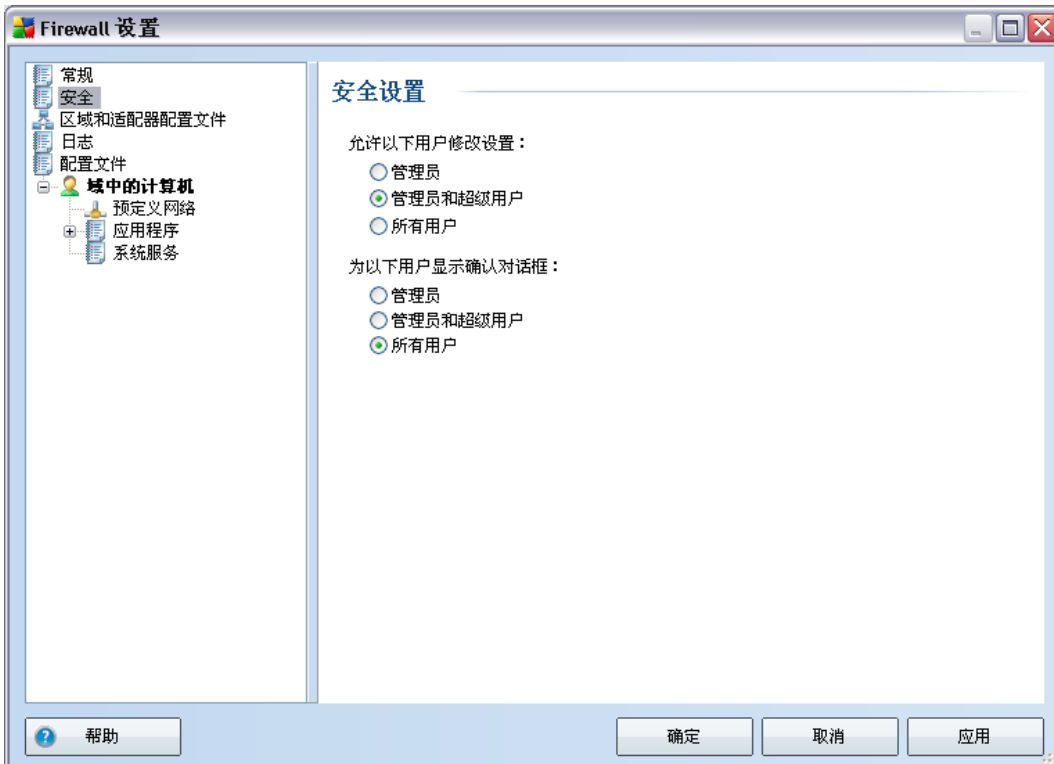 Firewall 设置
常规
安全
区域和适配器配置文件
日志
配置文件
域中的计算机
预定义网络
应用程序
系统服务
安全设置
允许以下用户修改设置：
管理员
管理员和超级用户
所有用户
为以下用户显示确认对话框：
管理员
管理员和超级用户
所有用户
帮助
确定
取消
应用